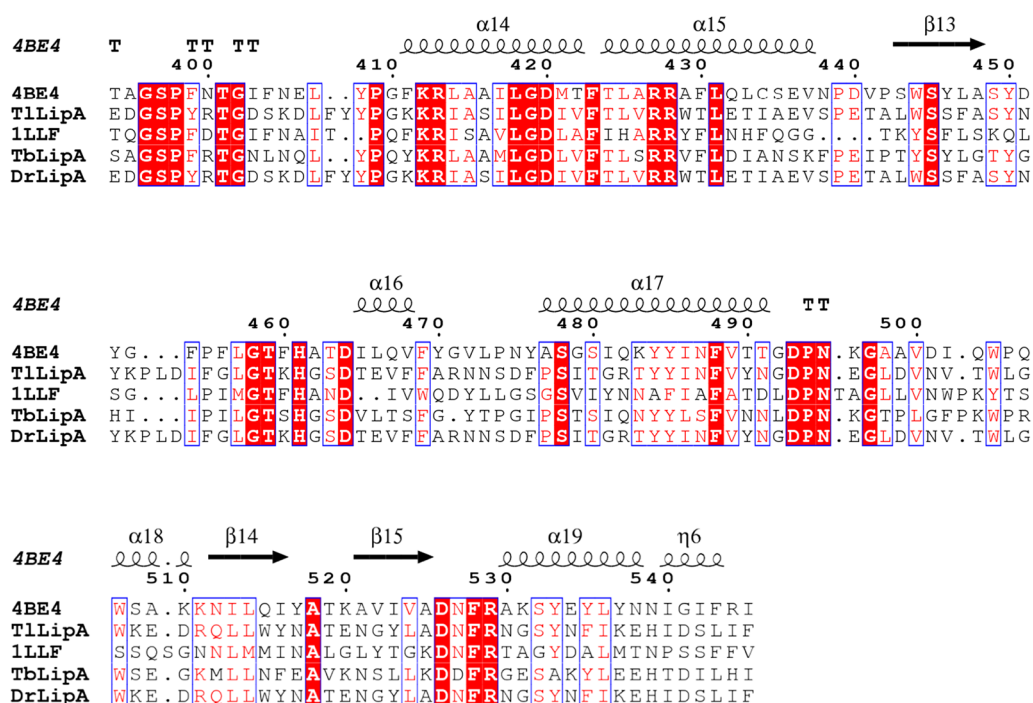 α14 α15 β13
4BE4 T TT TT
400 410 420 430 440 450
4BE4 TAGSPFNTGIFNEL..YPGFKRLAAILGDMTFTLARRAFLQLCSEVNPDVPSWSYLASYD
TlLipA EDGSPYRTGDSKDLFYYPGKKRIASILGDIVFTLVRRWTLETIAEVSPETALWSSFASYN
1LLF TQGSPFDTGFSNAIT..PQFKRISAVLGDLAFIHARRYFLNHFQGG...TKYSFLSKQL
TbLipA SAGSPFRTGNLNQL..YPQYKRLAAMLGDLVFTLSRRVFLDIANSKFPEIPTYSYLGTYG
DrLipA EDGSPYRTGDSKDLFYYPGKKRIASILGDIVFTLVRRWTLETIAEVSPETALWSSFASYN
α16 α17
4BE4 TT
460 470 480 490 500
4BE4 YG...FPFLGTFHATDILQVFYGVLPNYASGSIQKYYINFVTTGDPN.KGAAVDI.QWPQ
TlLipA YKPLDIFGLGTKHGSDTEVFFARNNSDFPSITGRTYYINFVYNGDPN.EGLDVNV.TWLG
1LLF SG...LPIMGTFHAND..IVWQDYLLGSGSVIYNNAFIAFATDLDPNTAGLLVNWPKYTS
TbLipA HI...IPILGTSHGSDVLTSFG.YTPGIPSTSIQNYYLSFVTNLDPNKGTPLGFPKWPR
DrLipA YKPLDIFGLGTKHGSDTEVFFARNNSDFPSITGRTYYINFVYNGDPN.EGLDVNV.TWLG
α18 β14 β15 α19 η6
4BE4
510 520 530 540
4BE4 WSA.KKNILQIYATKAVIVADNFRAKSYEYLYNNIGIFRI
TlLipA WKE.DRQLLWYNATENGYLADNFRNGSYNFIKEHIDSLIF
1LLF SSQSGNNLMMINALGLYTGKDNFRTAGYDALMTNPSSFFV
TbLipA WSE.GKMLLNFEAVKNSLLKDDFRGESAKYLEEHTDILHI
DrLipA WKE.DRQLLWYNATENGYLADNFRNGSYNFIKEHIDSLIF